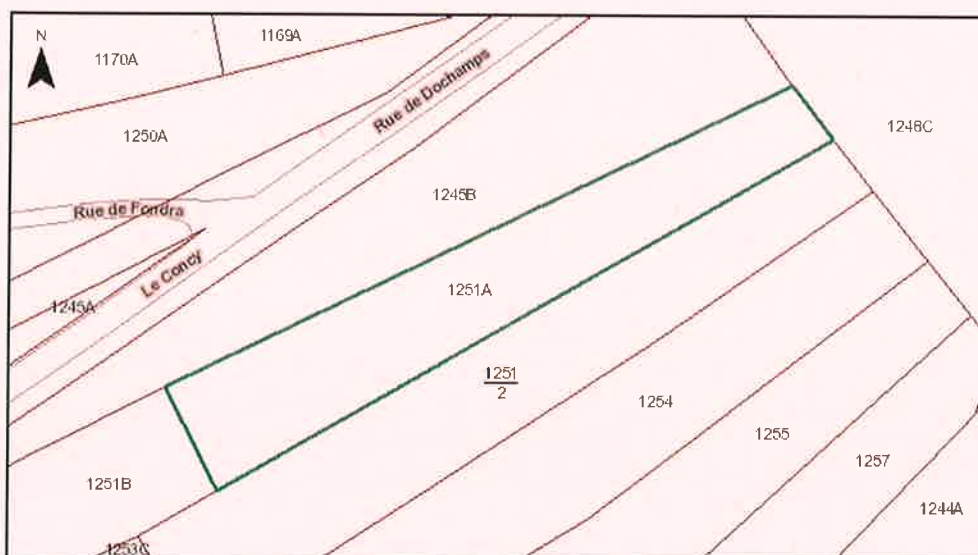 N
1170A
1169A
1250A
Rue de Dochamps
1248C
1245B
Rue de Fondra
Le Concy
1245A
1251A
1251
2
1254
1255
1251B
1257
1244A
1253C